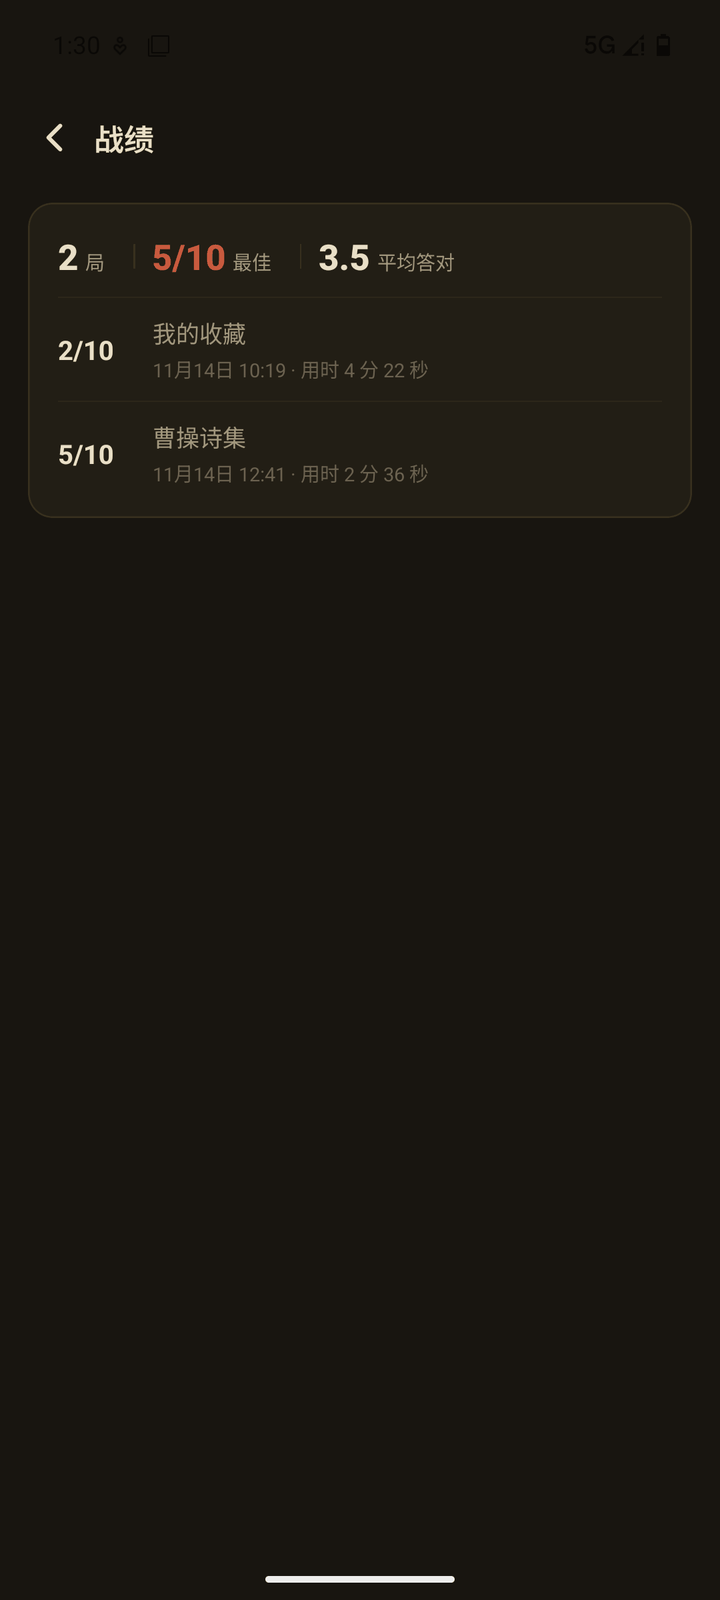 1:30 5G
战绩
2 局 5/10 最佳 3.5 平均答对
2/10 我的收藏
11月14日 10:19 · 用时 4 分 22 秒
5/10 曹操诗集
11月14日 12:41 · 用时 2 分 36 秒